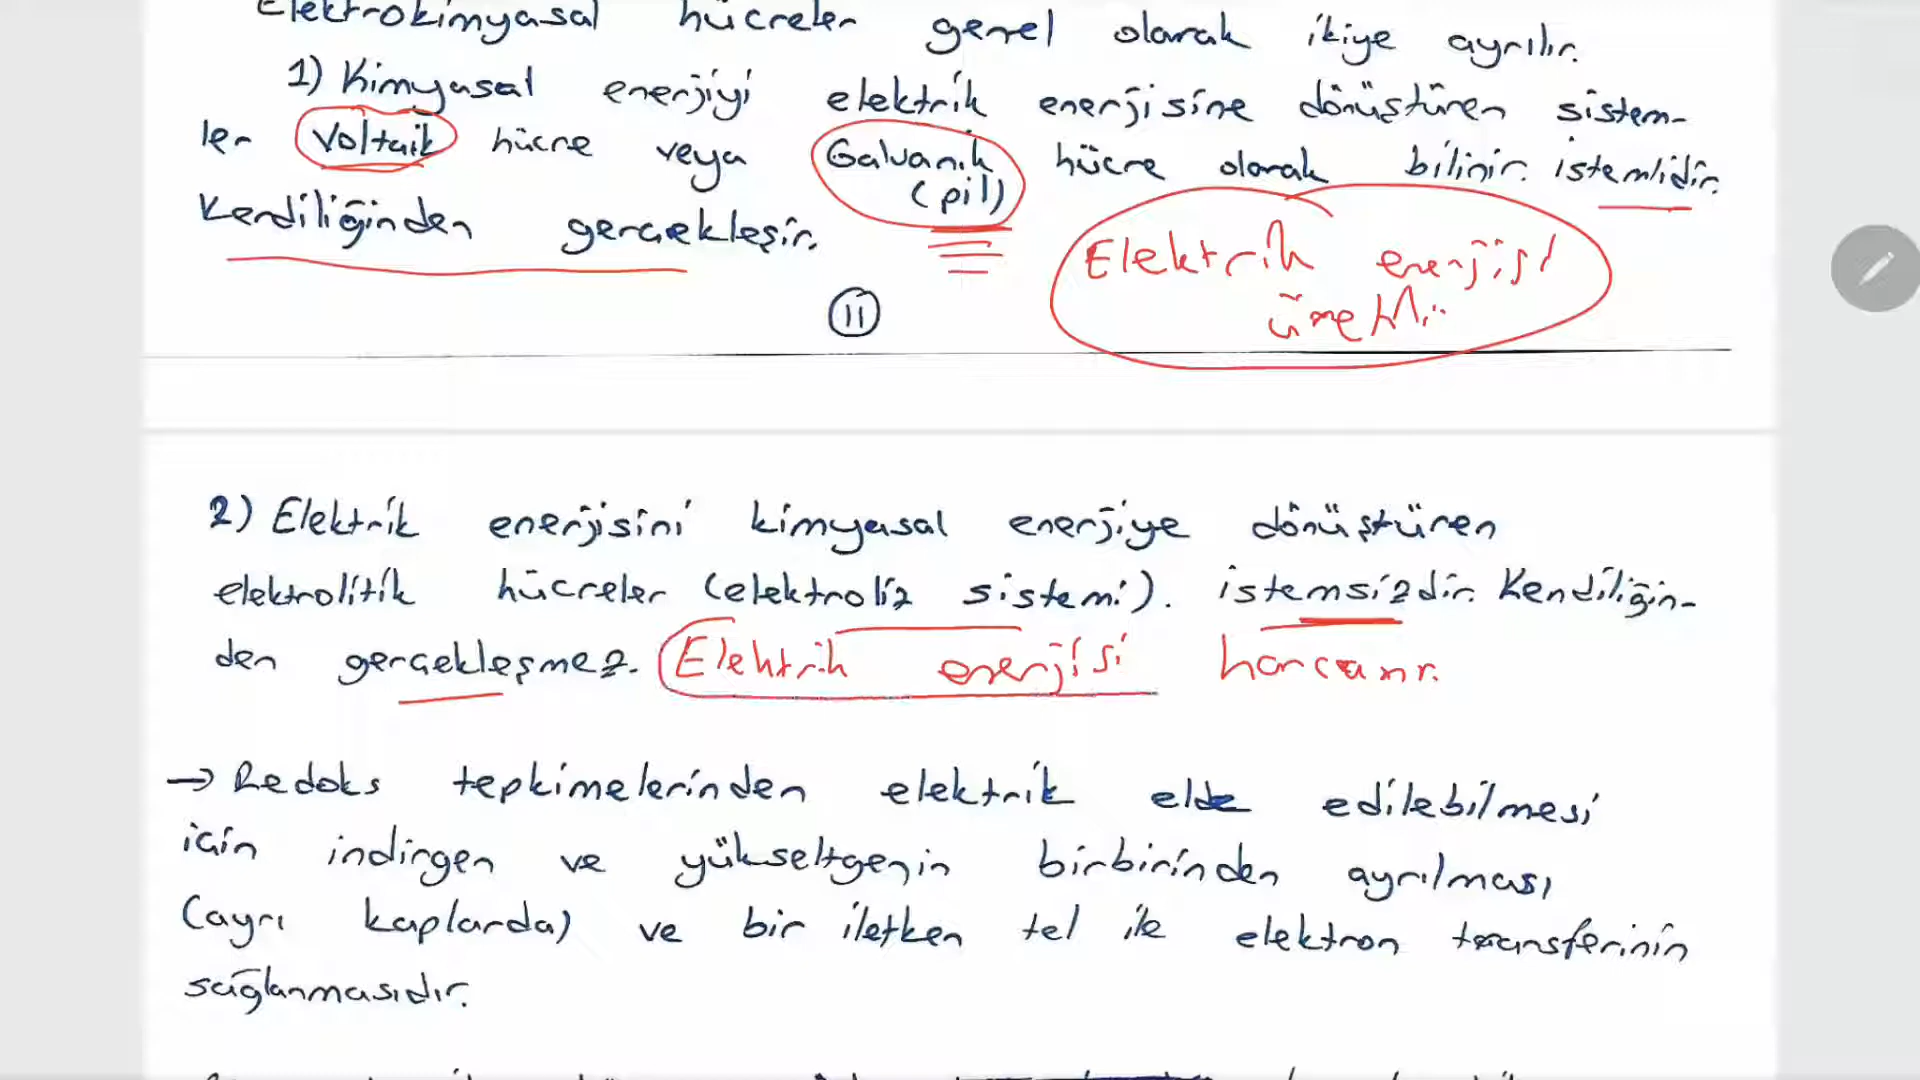 Elektrokimyasal hücreler genel olarak ikiye ayrılır.
1) Kimyasal enerjiyi elektrik enerjisine dönüştüren sistem-
ler Voltaik hücre veya Galvanik hücre olarak bilinir. istemlidir.
(pil)
Kendiliğinden gerçekleşir.
Elektrik enerjisi
11
2) Elektrik enerjisini kimyasal enerjiye dönüştüren
elektrolitik hücreler (elektroliz sistemi). istemsizdir. Kendiliğin-
den gerçekleşmez. Elektrik enerjisi harcanır.
→ Redoks tepkimelerinden elektrik elde edilebilmesi
için indirgen ve yükseltgenin birbirinden ayrılması
(ayrı kaplarda) ve bir iletken tel ile elektron transferinin
sağlanmasıdır.